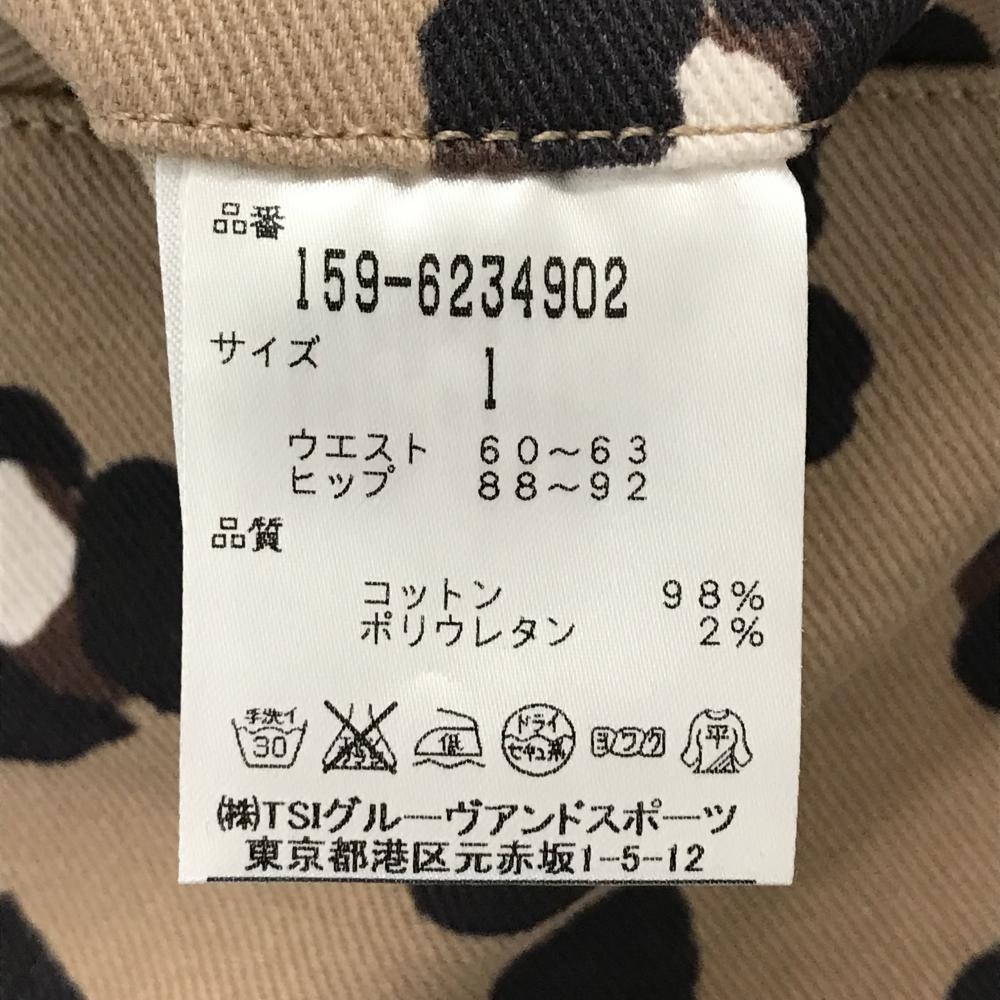 品番
159-6234902
サイズ
1
ウエスト 60~63
ヒップ 88~92
品質
コットン 98%
ポリウレタン 2%
手洗イ 30 低 ドライ セキユ系 ヨワク 平
㈱TSIグルーヴアンドスポーツ
東京都港区元赤坂1-5-12